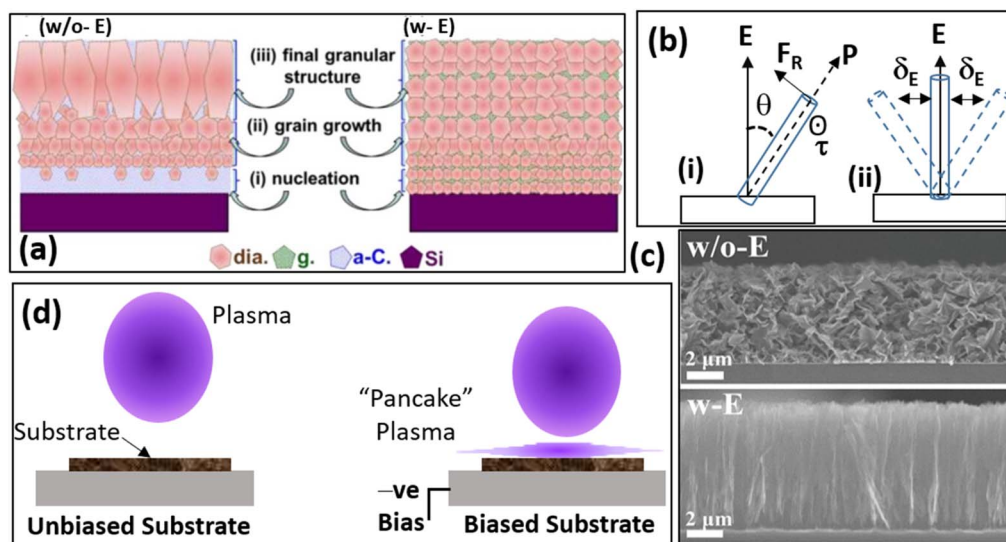 (w/o- E)
(w- E)
(iii) final granular
structure
(ii) grain growth
(i) nucleation
(a)
dia.
g.
a-C.
Si
(b)
E
F_R
P
θ
Θ
τ
(i)
E
δ_E
δ_E
(ii)
(c)
w/o-E
2 μm
w-E
2 μm
(d)
Plasma
Substrate
Unbiased Substrate
“Pancake”
Plasma
–ve
Bias
Biased Substrate